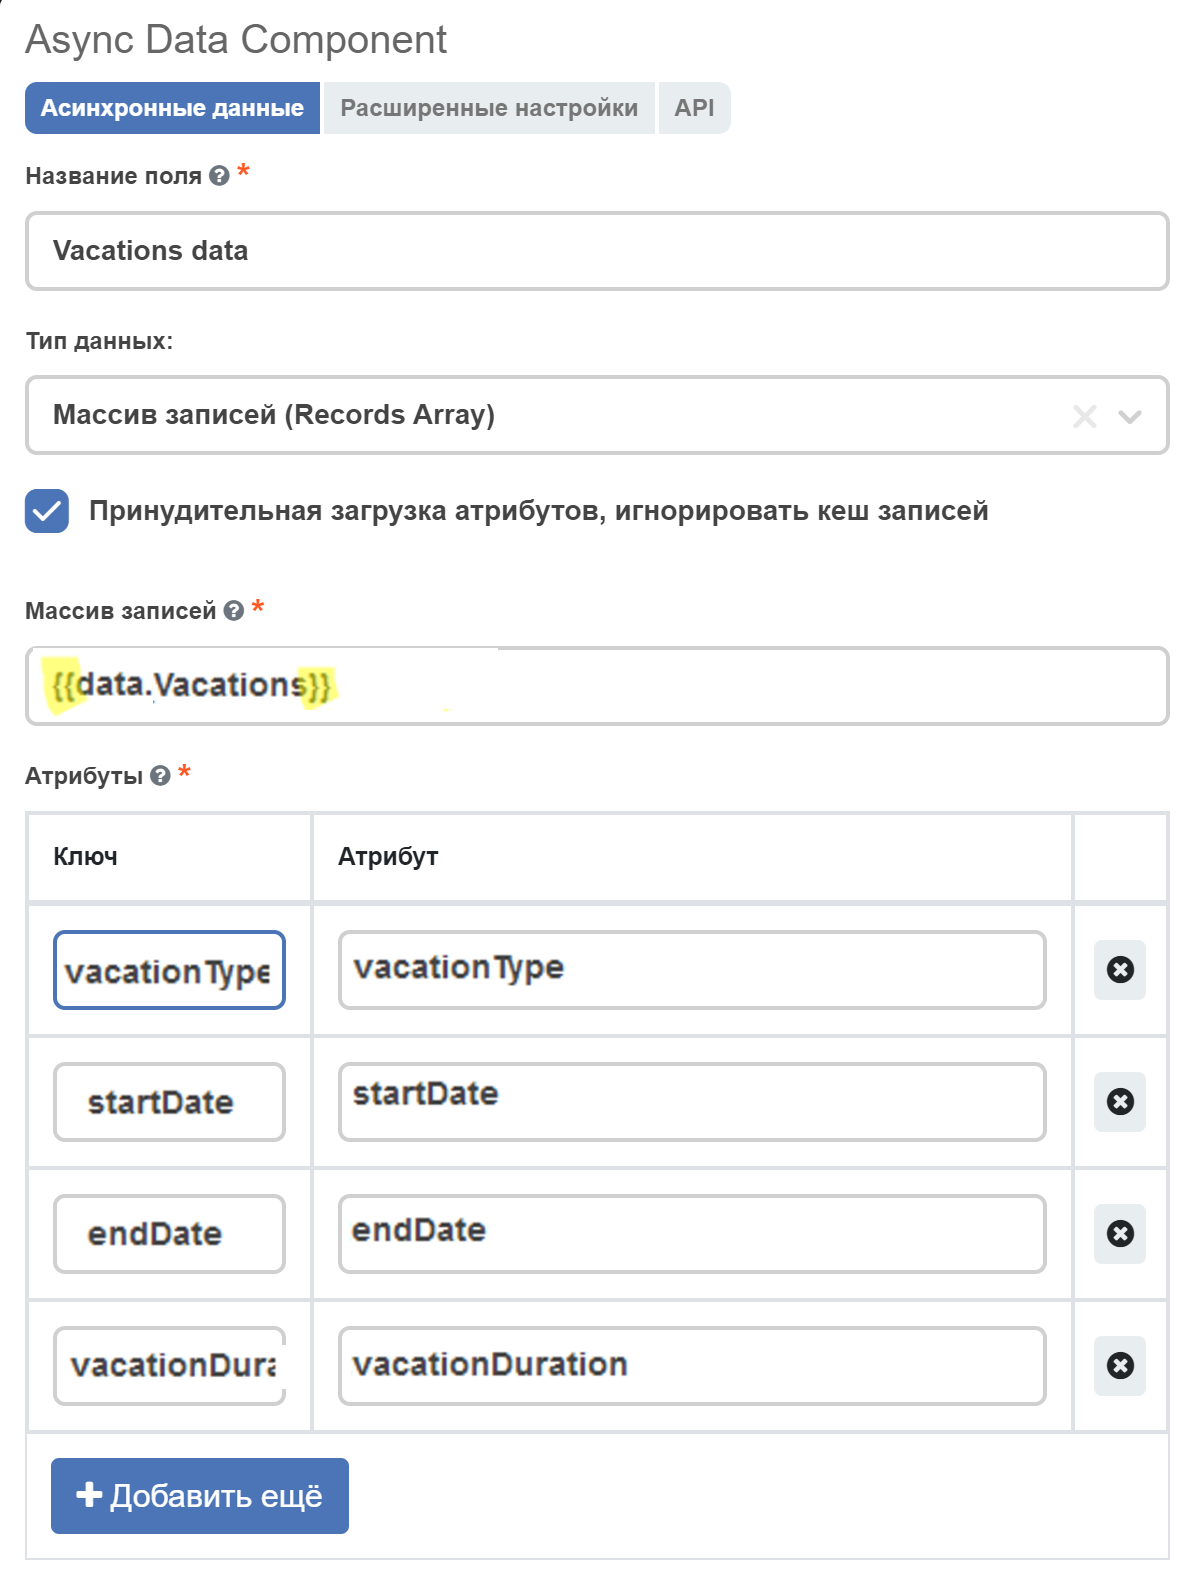 Async Data Component
Асинхронные данные Расширенные настройки API
Название поля ? *
Vacations data
Тип данных:
Массив записей (Records Array)
Принудительная загрузка атрибутов, игнорировать кеш записей
Массив записей ? *
{{data.Vacations}}
Атрибуты ? *
Ключ Атрибут
vacationType vacationType
startDate startDate
endDate endDate
vacationDura vacationDuration
+ Добавить ещё